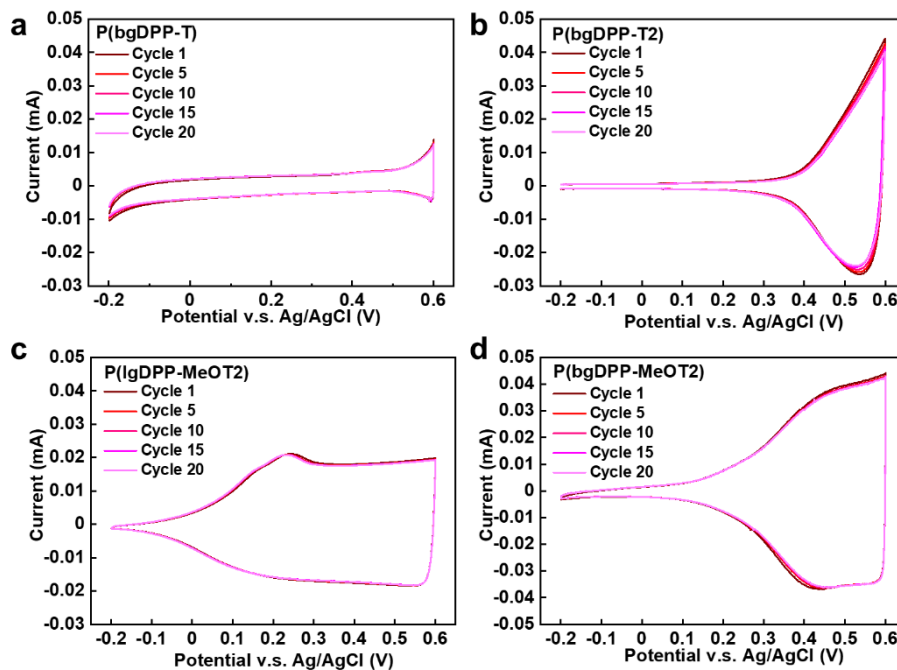 a
P(bgDPP-T)
Cycle 1
Cycle 5
Cycle 10
Cycle 15
Cycle 20
Current (mA)
0.05
0.04
0.03
0.02
0.01
0
-0.01
-0.02
-0.03
-0.2 0 0.2 0.4 0.6
Potential v.s. Ag/AgCl (V)
b
P(bgDPP-T2)
Cycle 1
Cycle 5
Cycle 10
Cycle 15
Cycle 20
Current (mA)
0.05
0.04
0.03
0.02
0.01
0
-0.01
-0.02
-0.03
-0.2 -0.1 0 0.1 0.2 0.3 0.4 0.5 0.6
Potential v.s. Ag/AgCl (V)
c
P(lgDPP-MeOT2)
Cycle 1
Cycle 5
Cycle 10
Cycle 15
Cycle 20
Current (mA)
0.05
0.04
0.03
0.02
0.01
0
-0.01
-0.02
-0.03
-0.2 -0.1 0 0.1 0.2 0.3 0.4 0.5 0.6
Potential v.s. Ag/AgCl (V)
d
P(bgDPP-MeOT2)
Cycle 1
Cycle 5
Cycle 10
Cycle 15
Cycle 20
Current (mA)
0.05
0.04
0.03
0.02
0.01
0
-0.01
-0.02
-0.03
-0.04
-0.05
-0.2 -0.1 0 0.1 0.2 0.3 0.4 0.5 0.6
Potential v.s. Ag/AgCl (V)